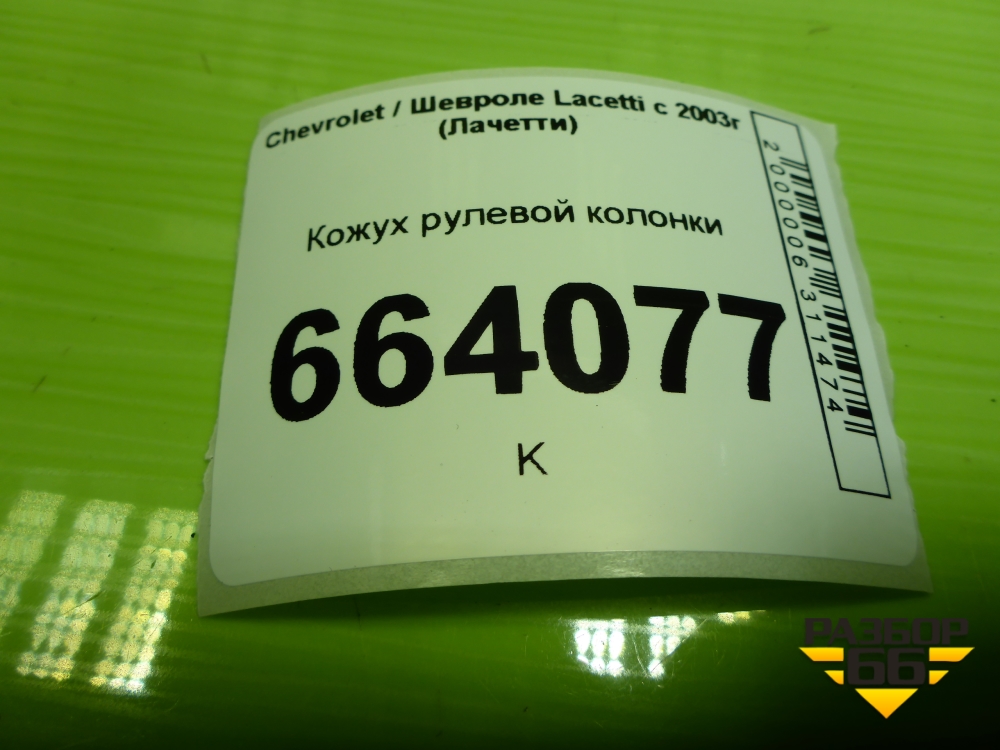 Chevrolet / Шевроле Lacetti с 2003г
(Лачетти)
Кожух рулевой колонки
664077
К
2000006311474
РАЗБОР
66